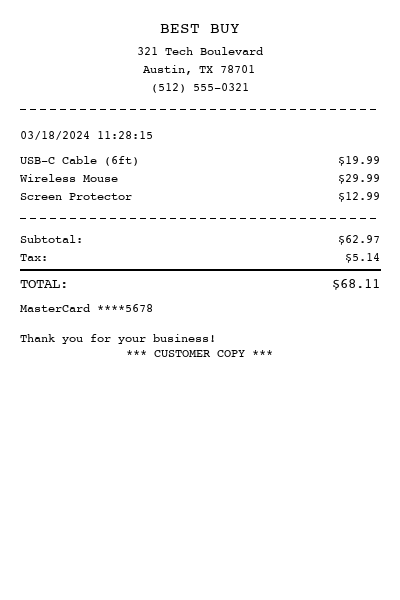 BEST BUY
321 Tech Boulevard
Austin, TX 78701
(512) 555-0321
03/18/2024 11:28:15
USB-C Cable (6ft) $19.99
Wireless Mouse $29.99
Screen Protector $12.99
Subtotal: $62.97
Tax: $5.14
TOTAL: $68.11
MasterCard ****5678
Thank you for your business!
*** CUSTOMER COPY ***